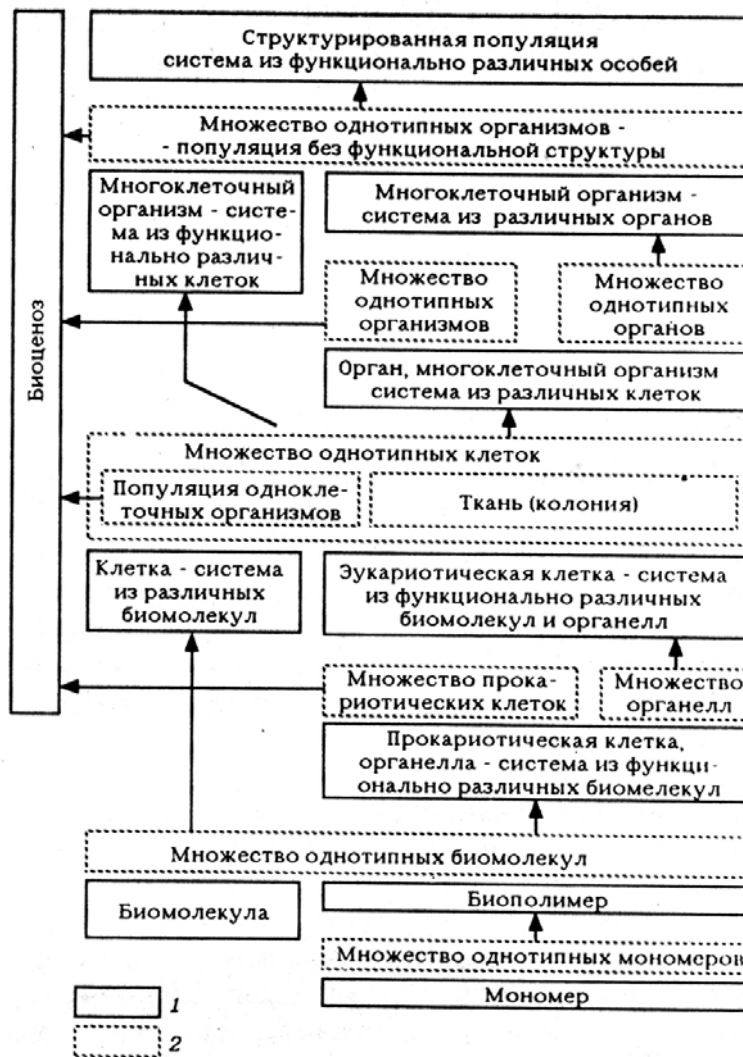 Структурированная популяция
система из функционально различных особей
Множество однотипных организмов -
- популяция без функциональной структуры
Многоклеточный
организм - систе-
ма из функцио-
нально различ-
ных клеток
Многоклеточный организм -
система из различных органов
Множество
однотипных
организмов
Множество
однотипных
органов
Орган, многоклеточный организм
система из различных клеток
Биоценоз
Множество однотипных клеток
Популяция однокле-
точных организмов
Ткань (колония)
Клетка - система
из различных
биомолекул
Эукариотическая клетка - система
из функционально различных
биомолекул и органелл
Множество прока-
риотических клеток
Множество
органелл
Прокариотическая клетка,
органелла - система из функци-
онально различных биомелекул
Множество однотипных биомолекул
Биомолекула
Биополимер
Множество однотипных мономеров
Мономер
1
2